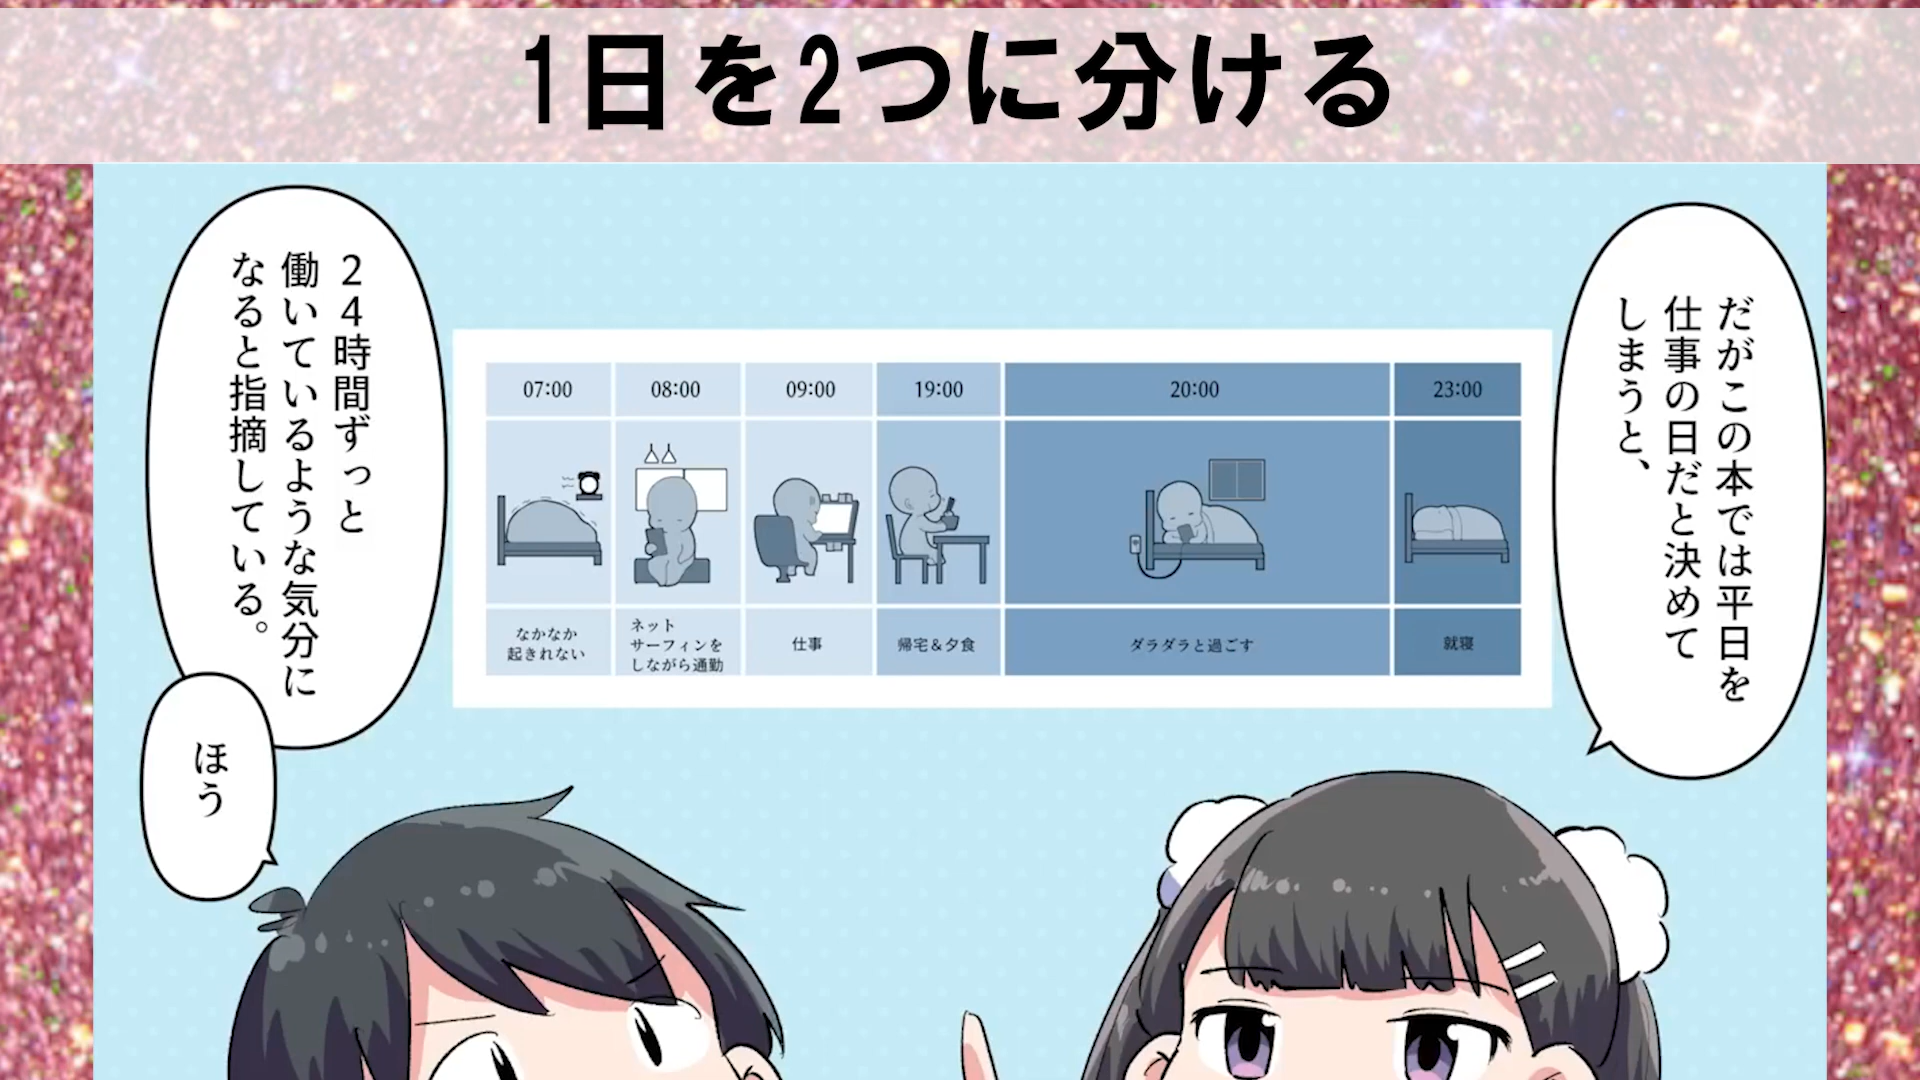 1日を2つに分ける
だがこの本では平日を
仕事の日だと決めて
しまうと、
07:00
08:00
09:00
19:00
20:00
23:00
なかなか
起きれない
ネット
サーフィンを
しながら通勤
仕事
帰宅&夕食
ダラダラと過ごす
就寝
24時間ずっと
働いているような気分に
なると指摘している。
ほう